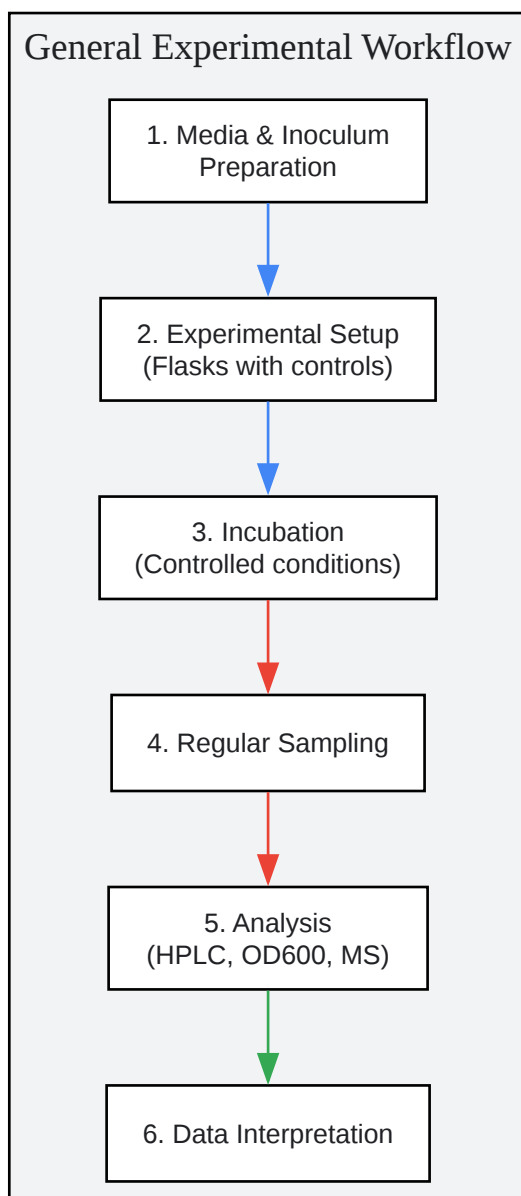 General Experimental Workflow
1. Media & Inoculum
Preparation
2. Experimental Setup
(Flasks with controls)
3. Incubation
(Controlled conditions)
4. Regular Sampling
5. Analysis
(HPLC, OD600, MS)
6. Data Interpretation